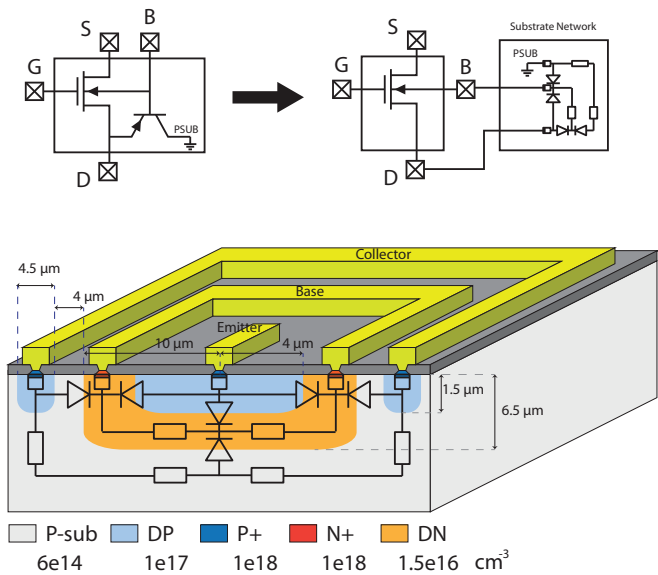 S
B
G
PSUB
D
S
G
B
D
Substrate Network
PSUB
Collector
4.5 µm
4 µm
Base
Emitter
10 µm
4 µm
1.5 µm
6.5 µm
P-sub DP P+ N+ DN
6e14 1e17 1e18 1e18 1.5e16 cm-3